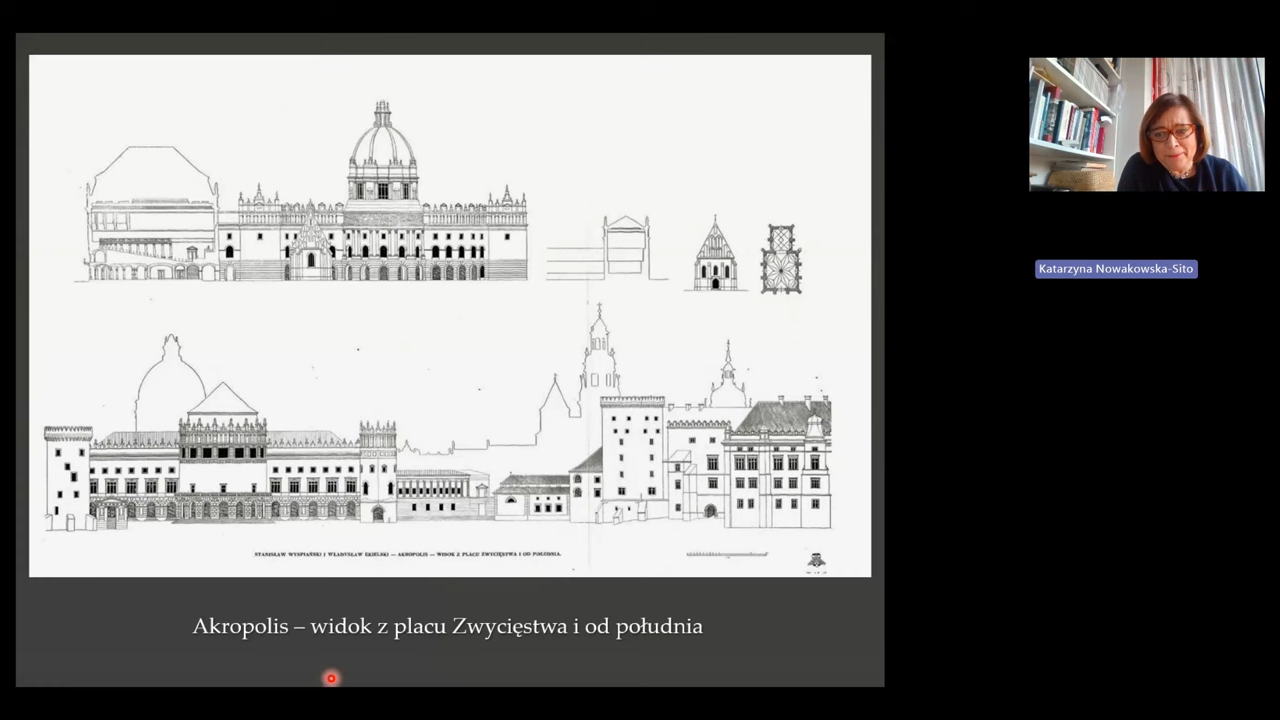 STANISŁAW WYSPIAŃSKI I WŁADYSŁAW EKIELSKI — AKROPOLIS — WIDOK Z PLACU ZWYCIĘSTWA I OD POŁUDNIA.
Akropolis – widok z placu Zwycięstwa i od południa
Katarzyna Nowakowska-Sito